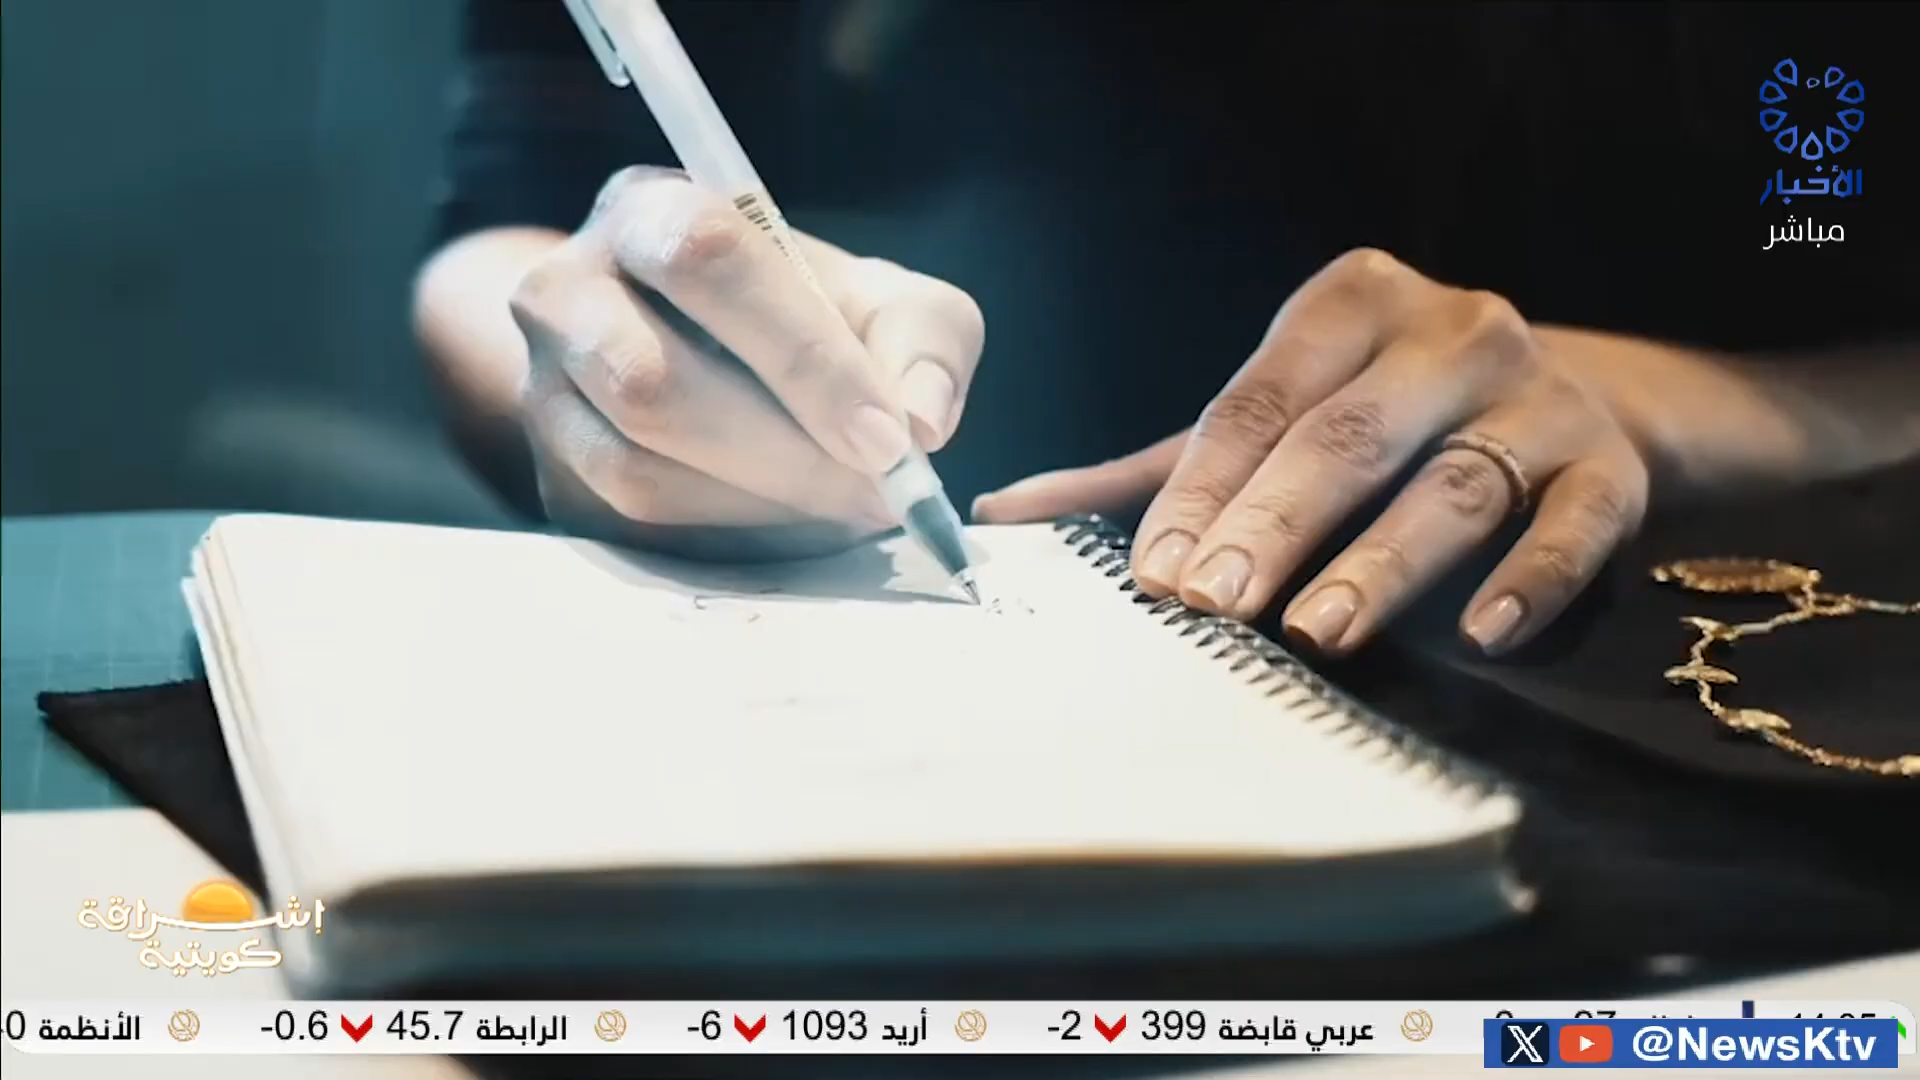 الأخبار
مباشر
إشراقة
كويتية
عربي قابضة 399 -2 أريد 1093 -6 الرابطة 45.7 -0.6 الأنظمة
@NewsKtv